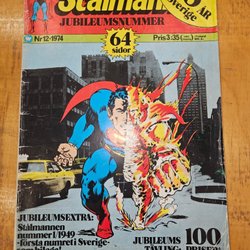 Stålman
JUBILEUMSNUMMER
ÅR
Sverige
Nr 12-1974
64
sidor
Pris 3:35
JUBILEUMSEXTRA:
Stålmannen
nummer 1/1949
-första numret i Sverige-
JUBILEUMS
TÄVLING
100
PRISER